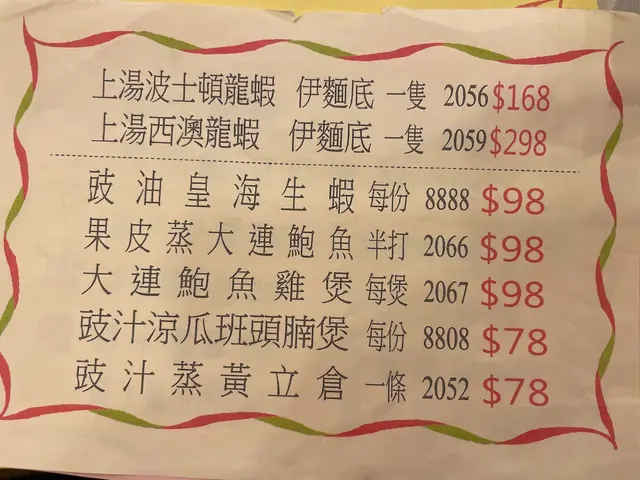 上湯波士頓龍蝦 伊麵底 一隻 2056 $168
上湯西澳龍蝦 伊麵底 一隻 2059 $298
豉油皇海生蝦 每份 8888 $98
果皮蒸大連鮑魚 半打 2066 $98
大連鮑魚雞煲 每煲 2067 $98
豉汁涼瓜班頭腩煲 每份 8808 $78
豉汁蒸黃立倉 一條 2052 $78